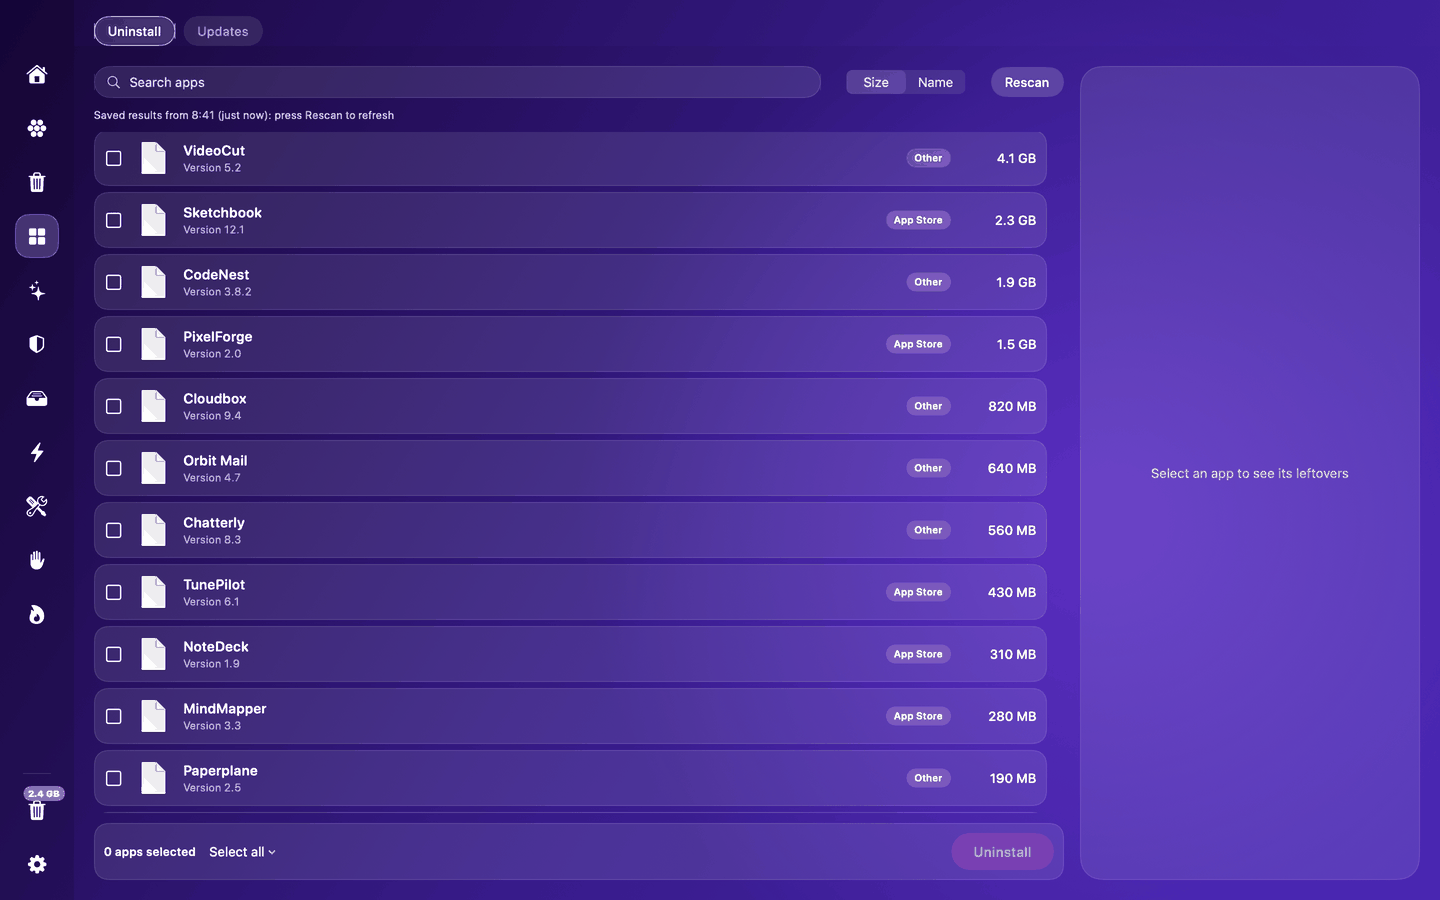 Uninstall
Updates
Search apps
Size
Name
Rescan
Saved results from 8:41 (just now): press Rescan to refresh
VideoCut
Version 5.2
Other
4.1 GB
Sketchbook
Version 12.1
App Store
2.3 GB
CodeNest
Version 3.8.2
Other
1.9 GB
PixelForge
Version 2.0
App Store
1.5 GB
Cloudbox
Version 9.4
Other
820 MB
Orbit Mail
Version 4.7
Other
640 MB
Chatterly
Version 8.3
Other
560 MB
TunePilot
Version 6.1
App Store
430 MB
NoteDeck
Version 1.9
App Store
310 MB
MindMapper
Version 3.3
App Store
280 MB
Paperplane
Version 2.5
Other
190 MB
Select an app to see its leftovers
2.4 GB
0 apps selected
Select all
Uninstall